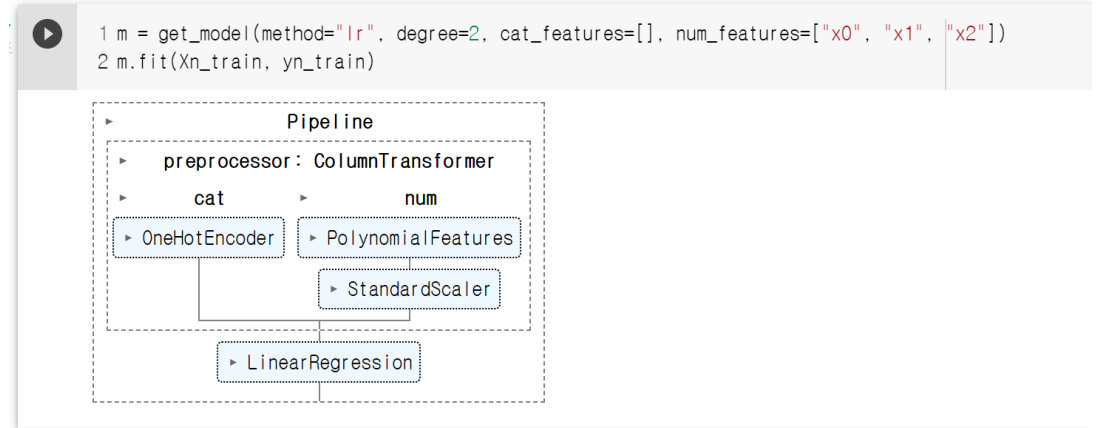 1 m = get_model(method="lr", degree=2, cat_features=[], num_features=["x0", "x1", "x2"])
2 m.fit(Xn_train, yn_train)
Pipeline
preprocessor: ColumnTransformer
cat num
OneHotEncoder PolynomialFeatures
StandardScaler
LinearRegression